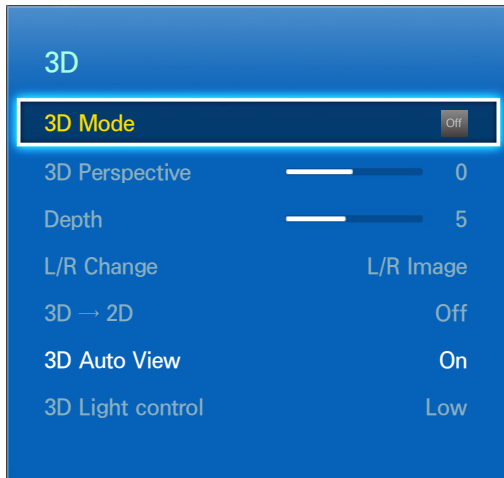 3D
3D Mode Off
3D Perspective 0
Depth 5
L/R Change L/R Image
3D → 2D Off
3D Auto View On
3D Light control Low